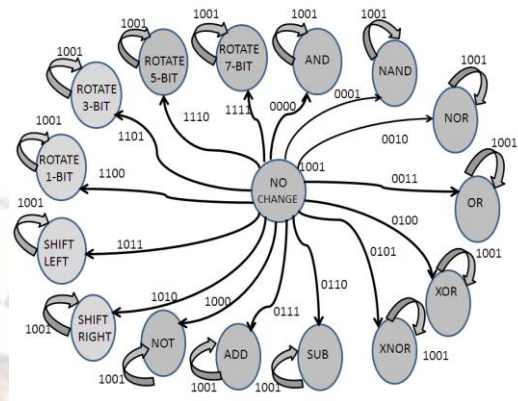 1001
1001
1001
1001
1001
ROTATE
5-BIT
ROTATE
7-BIT
AND
NAND
ROTATE
3-BIT
NOR
1001
1110
1111
0000
0001
0010
1101
1001
ROTATE
1-BIT
1100
1001
NO
CHANGE
0011
1001
OR
1001
SHIFT
LEFT
1011
0100
0101
1001
XOR
1001
SHIFT
RIGHT
1010
1000
0111
0110
NOT
ADD
SUB
XNOR
1001
1001
1001
1001